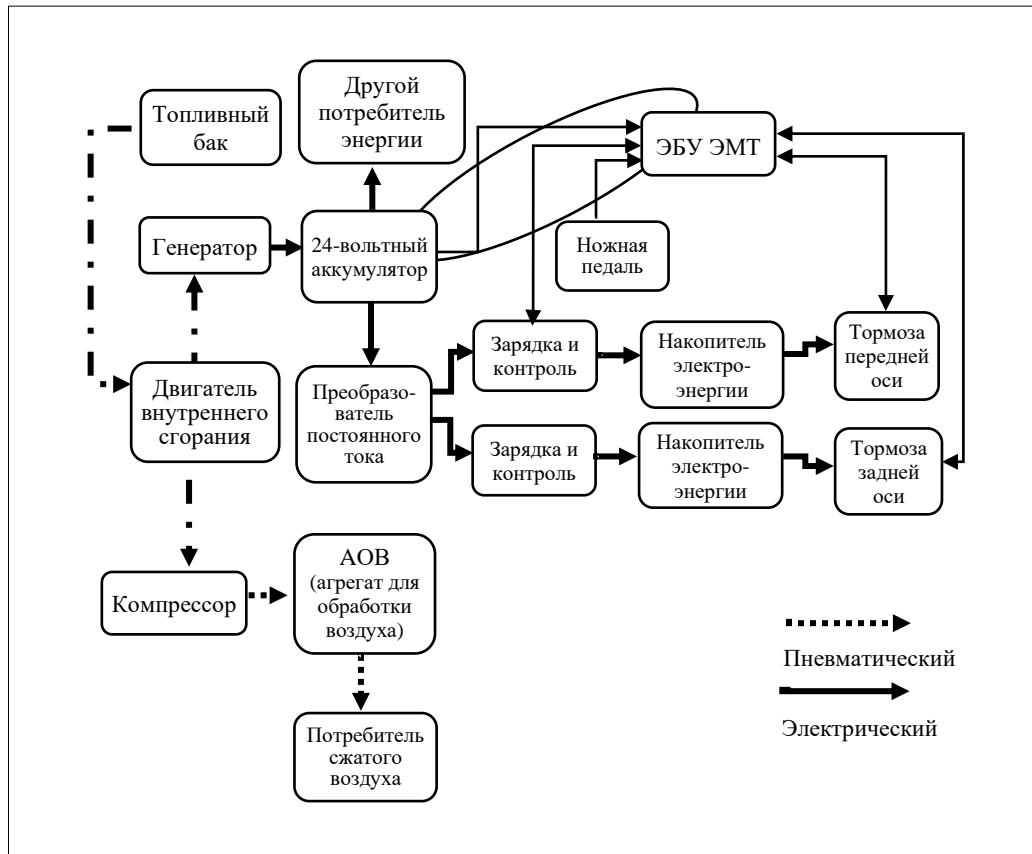 Топливный
бак
Другой
потребитель
энергии
ЭБУ ЭМТ
Генератор
24-вольтный
аккумулятор
Ножная
педаль
Двигатель
внутреннего
сгорания
Преобразо-
ватель
постоянного
тока
Зарядка и
контроль
Накопитель
электро-
энергии
Тормоза
передней
оси
Зарядка и
контроль
Накопитель
электро-
энергии
Тормоза
задней
оси
Компрессор
АОВ
(агрегат для
обработки
воздуха)
Потребитель
сжатого
воздуха
Пневматический
Электрический